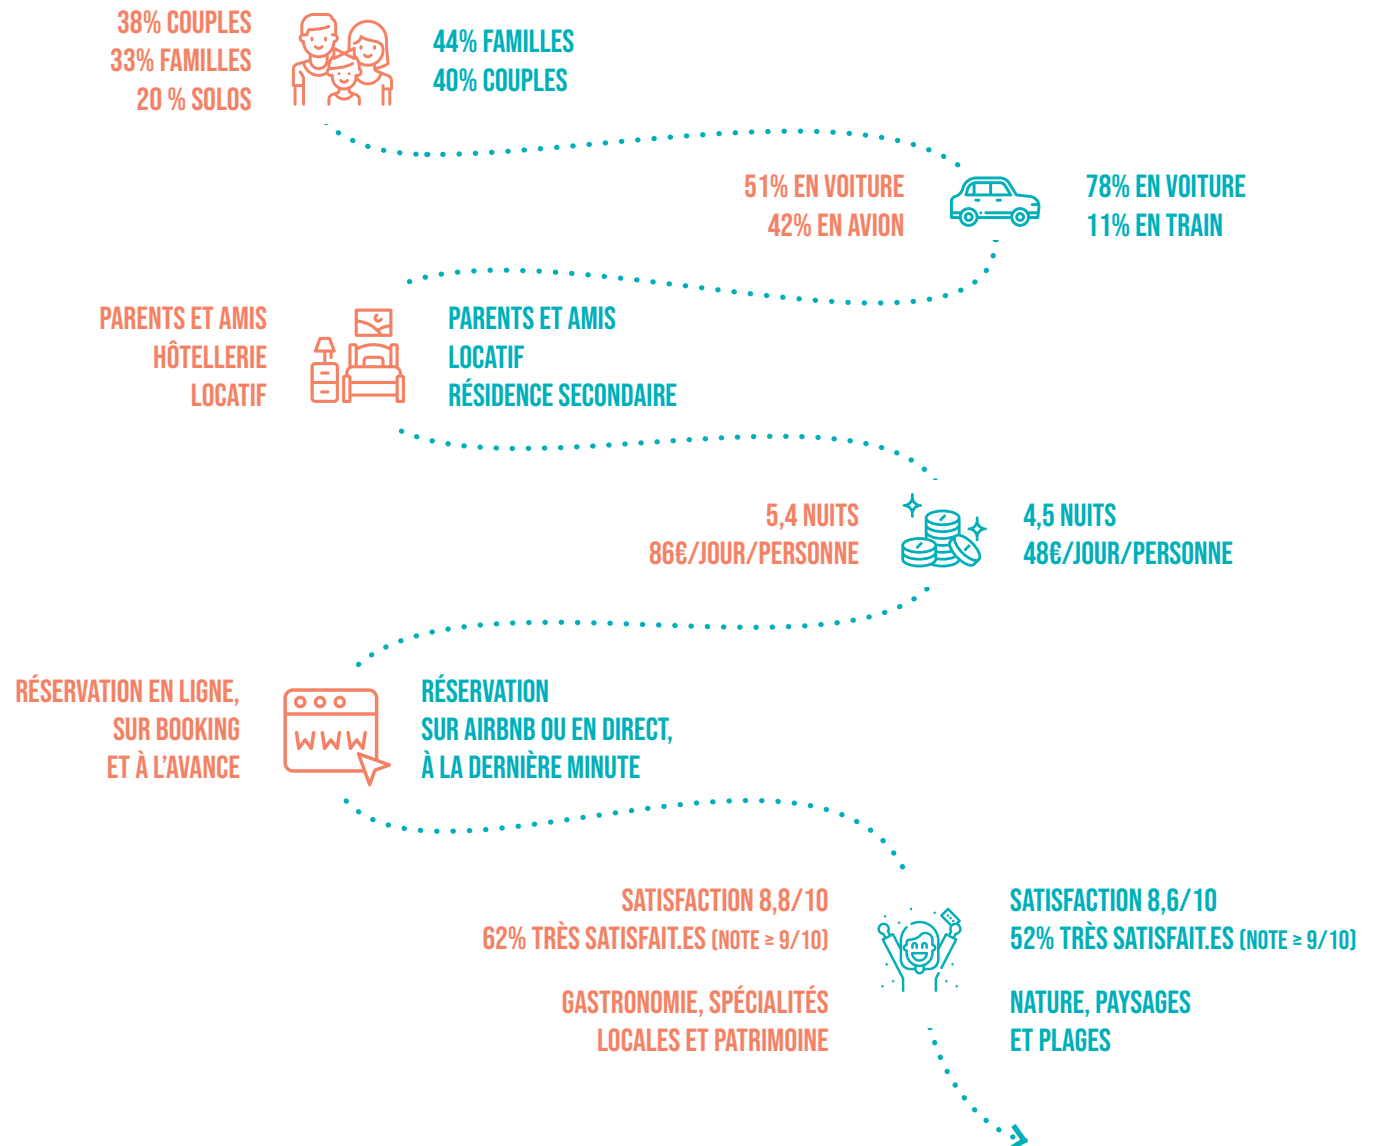 38% COUPLES
33% FAMILLES
20 % SOLOS
44% FAMILLES
40% COUPLES
51% EN VOITURE
42% EN AVION
78% EN VOITURE
11% EN TRAIN
PARENTS ET AMIS
HÔTELLERIE
LOCATIF
PARENTS ET AMIS
LOCATIF
RÉSIDENCE SECONDAIRE
5,4 NUITS
86€/JOUR/PERSONNE
4,5 NUITS
48€/JOUR/PERSONNE
RÉSERVATION EN LIGNE,
SUR BOOKING
ET À L'AVANCE
WWW
RÉSERVATION
SUR AIRBNB OU EN DIRECT,
À LA DERNIÈRE MINUTE
SATISFACTION 8,8/10
62% TRÈS SATISFAIT.ES (NOTE ≥ 9/10)
GASTRONOMIE, SPÉCIALITÉS
LOCALES ET PATRIMOINE
SATISFACTION 8,6/10
52% TRÈS SATISFAIT.ES (NOTE ≥ 9/10)
NATURE, PAYSAGES
ET PLAGES